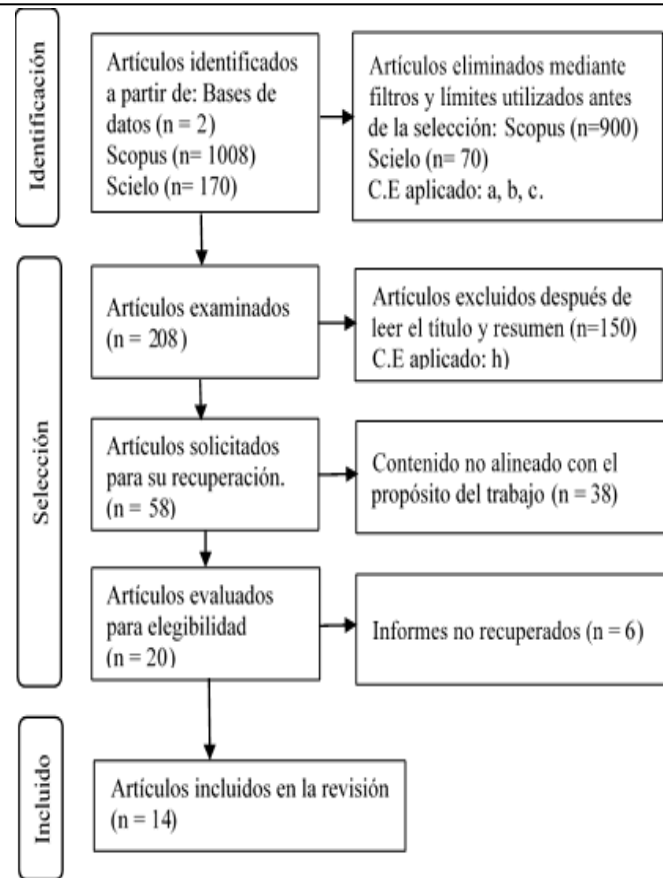 Identificación
Artículos identificados
a partir de: Bases de
datos (n = 2)
Scopus (n= 1008)
Scielo (n= 170)
Artículos eliminados mediante
filtros y límites utilizados antes
de la selección: Scopus (n=900)
Scielo (n= 70)
C.E aplicado: a, b, c.
Selección
Artículos examinados
(n = 208)
Artículos excluidos después de
leer el título y resumen (n=150)
C.E aplicado: h)
Artículos solicitados
para su recuperación.
(n = 58)
Contenido no alineado con el
propósito del trabajo (n = 38)
Artículos evaluados
para elegibilidad
(n = 20)
Informes no recuperados (n = 6)
Incluido
Artículos incluidos en la revisión
(n = 14)